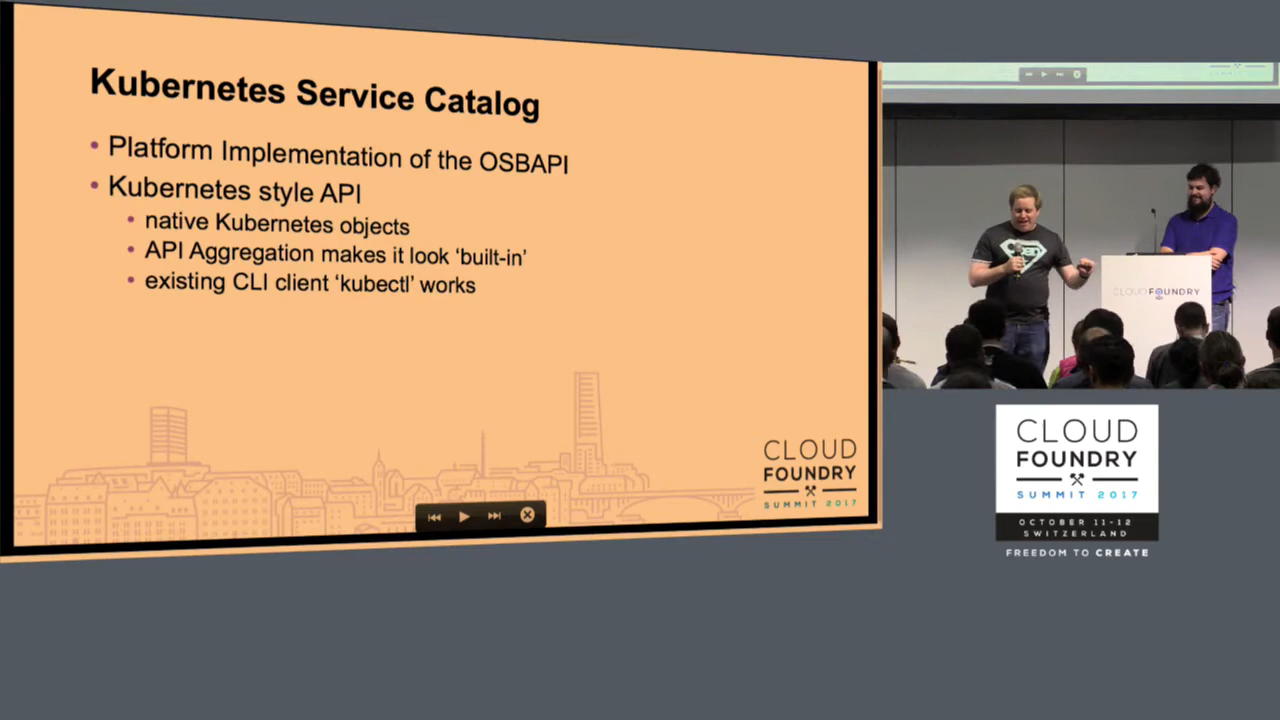 Kubernetes Service Catalog
• Platform Implementation of the OSBAPI
• Kubernetes style API
• native Kubernetes objects
• API Aggregation makes it look ‘built-in’
• existing CLI client ‘kubectl’ works
CLOUD
FOUNDRY
SUMMIT 2017
CLOUD FOUNDRY
CLOUD
FOUNDRY
SUMMIT 2017
OCTOBER 11-12
SWITZERLAND
FREEDOM TO CREATE